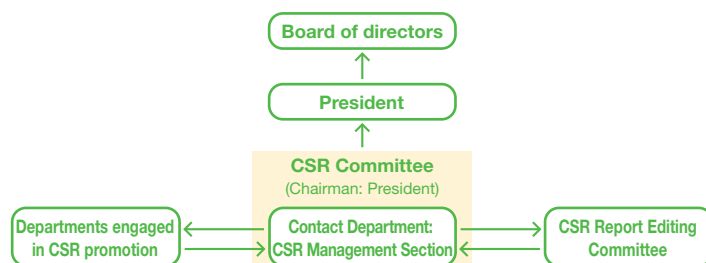 Board of directors
President
CSR Committee
(Chairman: President)
Departments engaged
in CSR promotion
Contact Department:
CSR Management Section
CSR Report Editing
Committee